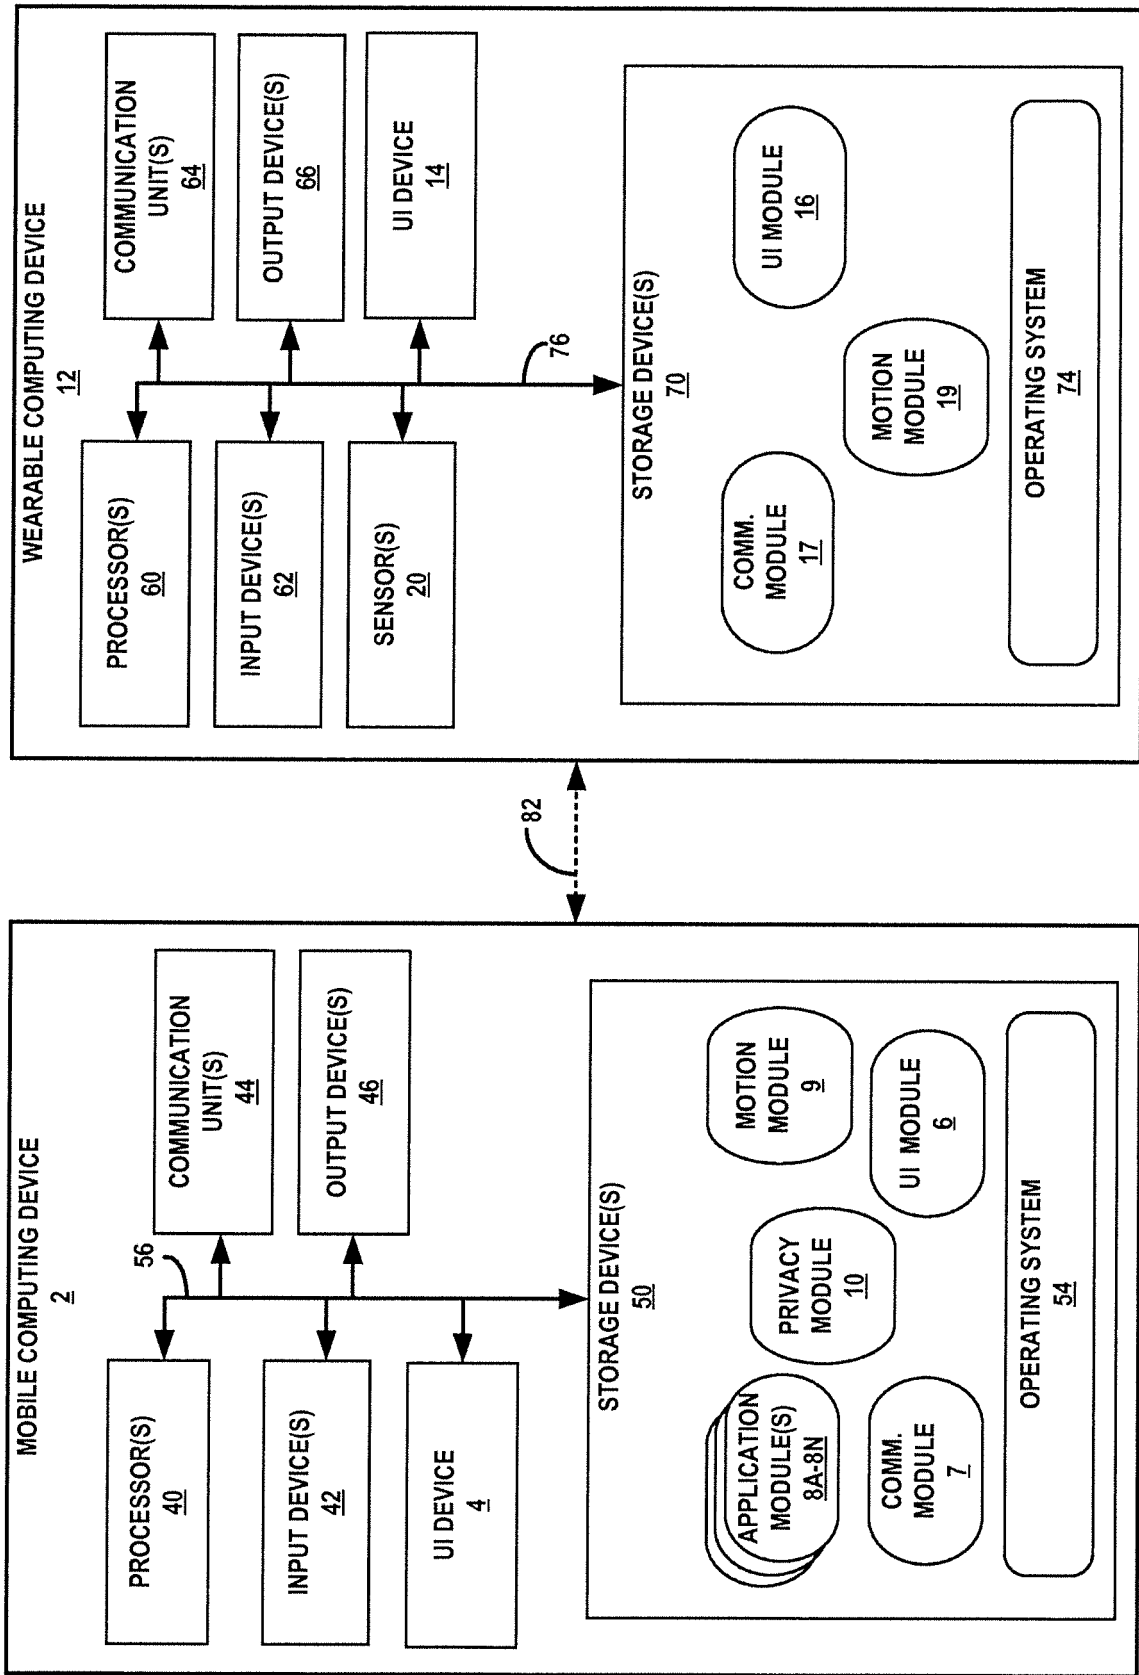 MOBILE COMPUTING DEVICE
2
PROCESSOR(S)
40
INPUT DEVICE(S)
42
UI DEVICE
4
56
COMMUNICATION
UNIT(S)
44
OUTPUT DEVICE(S)
46
STORAGE DEVICE(S)
50
APPLICATION
MODULE(S)
8A-8N
PRIVACY
MODULE
10
MOTION
MODULE
9
COMM.
MODULE
7
UI MODULE
6
OPERATING SYSTEM
54
82
WEARABLE COMPUTING DEVICE
12
PROCESSOR(S)
60
INPUT DEVICE(S)
62
SENSOR(S)
20
COMMUNICATION
UNIT(S)
64
OUTPUT DEVICE(S)
66
UI DEVICE
14
76
STORAGE DEVICE(S)
70
COMM.
MODULE
17
MOTION
MODULE
19
UI MODULE
16
OPERATING SYSTEM
74